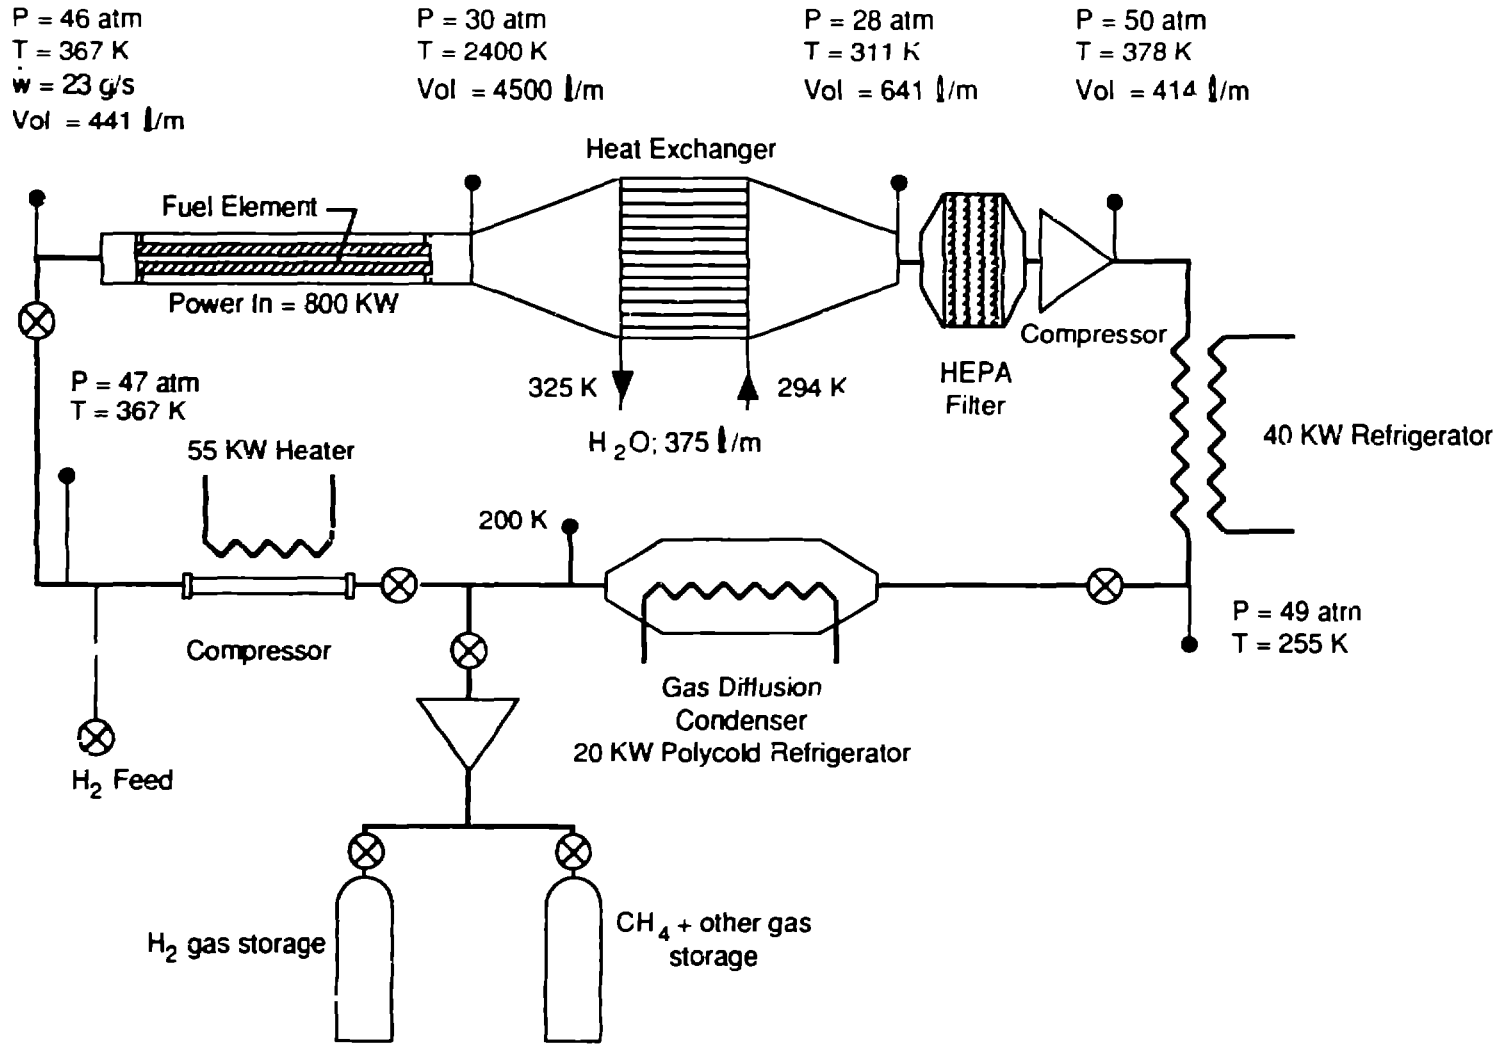 P = 46 atm
T = 367 K
ẇ = 23 g/s
Vol = 441 l/m
P = 30 atm
T = 2400 K
Vol = 4500 l/m
P = 28 atm
T = 311 K
Vol = 641 l/m
P = 50 atm
T = 378 K
Vol = 414 l/m
Heat Exchanger
Fuel Element
Power In = 800 KW
Compressor
HEPA
Filter
325 K
294 K
H₂O; 375 l/m
40 KW Refrigerator
P = 47 atm
T = 367 K
55 KW Heater
200 K
P = 49 atm
T = 255 K
Compressor
Gas Diffusion
Condenser
20 KW Polycold Refrigerator
H₂ Feed
H₂ gas storage
CH₄ + other gas
storage